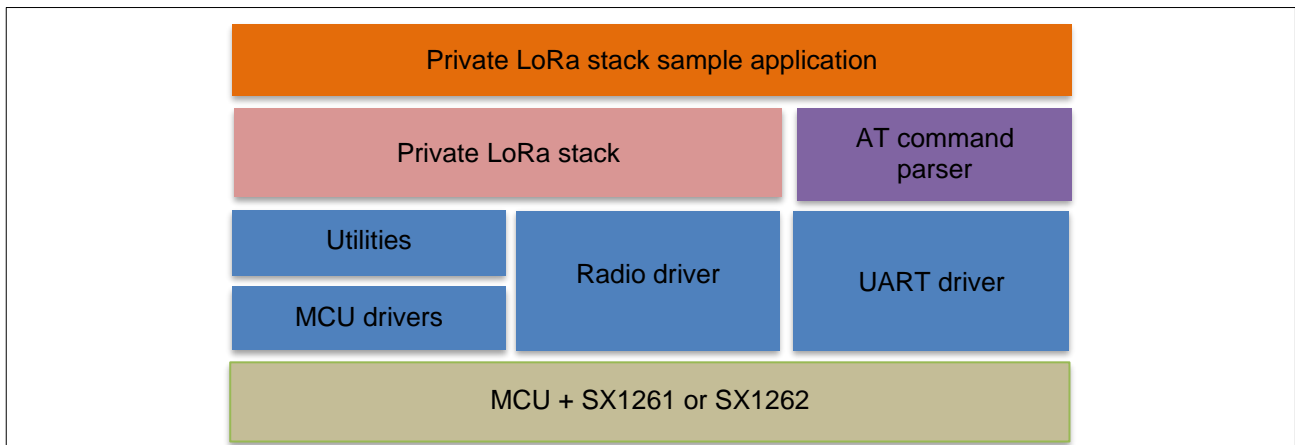 Private LoRa stack sample application
Private LoRa stack
AT command
parser
Utilities
Radio driver
UART driver
MCU drivers
MCU + SX1261 or SX1262